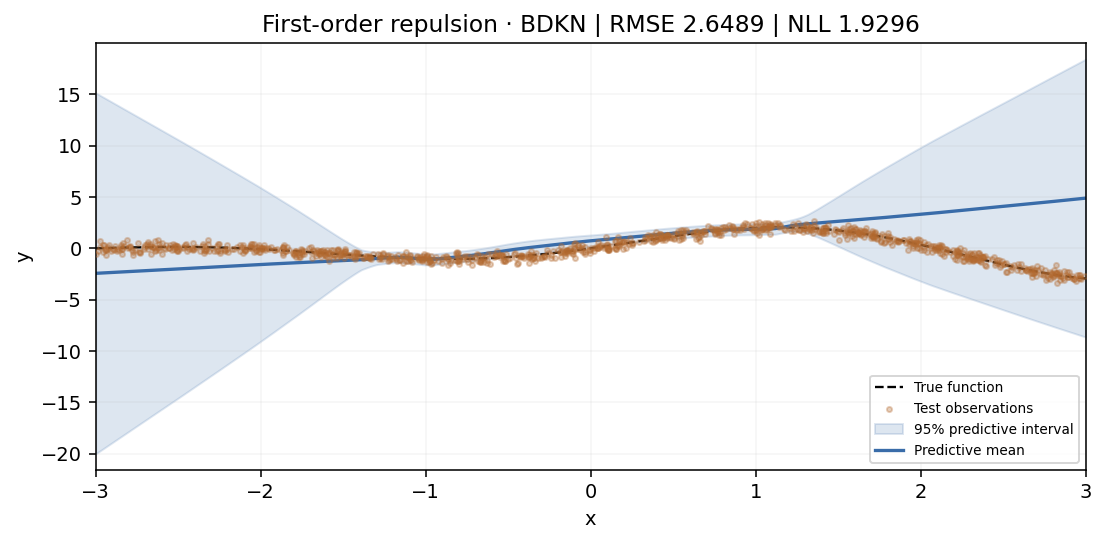 First-order repulsion · BDKN | RMSE 2.6489 | NLL 1.9296
y
15
10
5
0
−5
−10
−15
−20
True function
Test observations
95% predictive interval
Predictive mean
−3 −2 −1 0 1 2 3
x